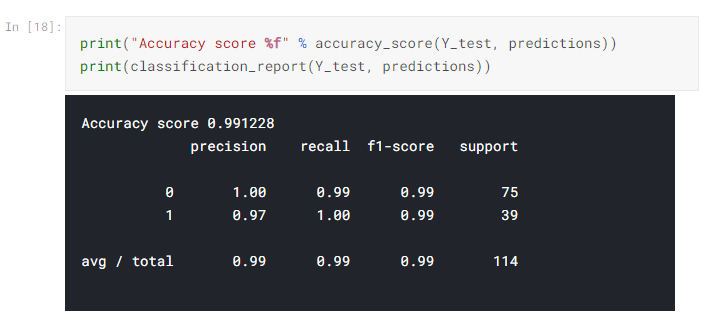 In [18]:
print("Accuracy score %f" % accuracy_score(Y_test, predictions))
print(classification_report(Y_test, predictions))
Accuracy score 0.991228
precision recall f1-score support
0 1.00 0.99 0.99 75
1 0.97 1.00 0.99 39
avg / total 0.99 0.99 0.99 114